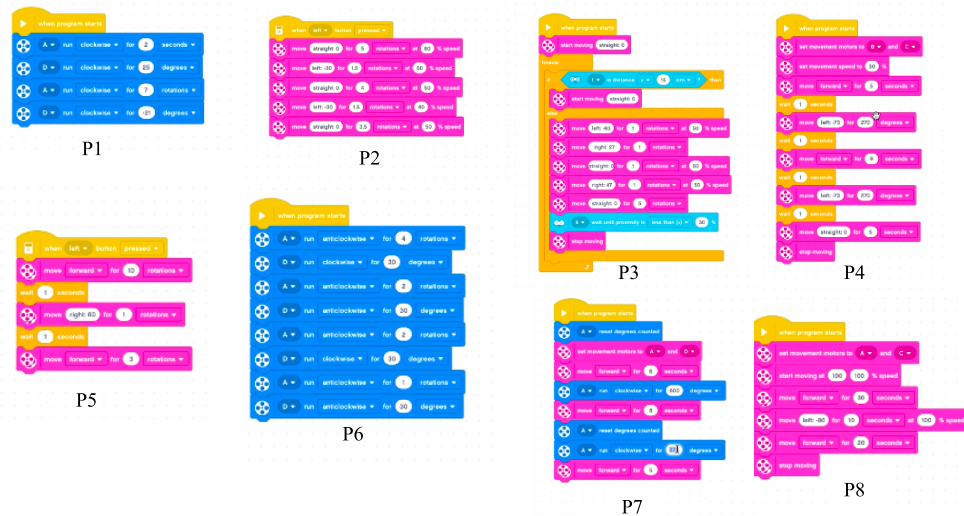 when program starts
A run clockwise for 2 seconds
D run clockwise for 25 degrees
A run clockwise for 7 rotations
D run clockwise for -21 degrees
P1
when left button pressed
move straight: 0 for 5 rotations at 60 % speed
move left: -30 for 1.5 rotations at 50 % speed
move straight: 0 for 4 rotations at 50 % speed
move left: -30 for 1.5 rotations at 40 % speed
move straight: 0 for 3.5 rotations at 50 % speed
P2
when program starts
start moving straight: 0
forever
if 1 is distance 15 cm ? then
start moving straight: 0
else
move left: for 1 rotations at 50 % speed
move right: 27 for 1 rotations
move straight: 0 for 1 rotations at 50 % speed
move right: 47 for 1 rotations at 50 % speed
move straight: 0 for 5 rotations
wait until proximity is less than (<) 30 %
stop moving
P3
when program starts
set movement motors to B and C
set movement speed to 50 %
move forward for 5 seconds
wait 1 seconds
move left: -73 for 270 degrees
wait 1 seconds
move forward for seconds
wait 1 seconds
move left: -73 for 270 degrees
wait 1 seconds
move straight: 0 for 5 seconds
stop moving
P4
when left button pressed
move forward for 10 rotations
wait 1 seconds
move right: 60 for 1 rotations
wait 1 seconds
move forward for 3 rotations
P5
when program starts
A run anticlockwise for 4 rotations
D run clockwise for 30 degrees
A run anticlockwise for 2 rotations
D run anticlockwise for 30 degrees
A run anticlockwise for 2 rotations
D run clockwise for 30 degrees
A run anticlockwise for 1 rotations
D run anticlockwise for 30 degrees
P6
when program starts
A reset degrees counted
set movement motors to A and D
move forward for seconds
A run clockwise for 600 degrees
move forward for seconds
A reset degrees counted
A run clockwise for degrees
move forward for 5 seconds
P7
when program starts
set movement motors to A and C
start moving at 100 100 % speed
move forward for 30 seconds
move left: for 10 seconds at 100 % speed
move forward for 20 seconds
stop moving
P8